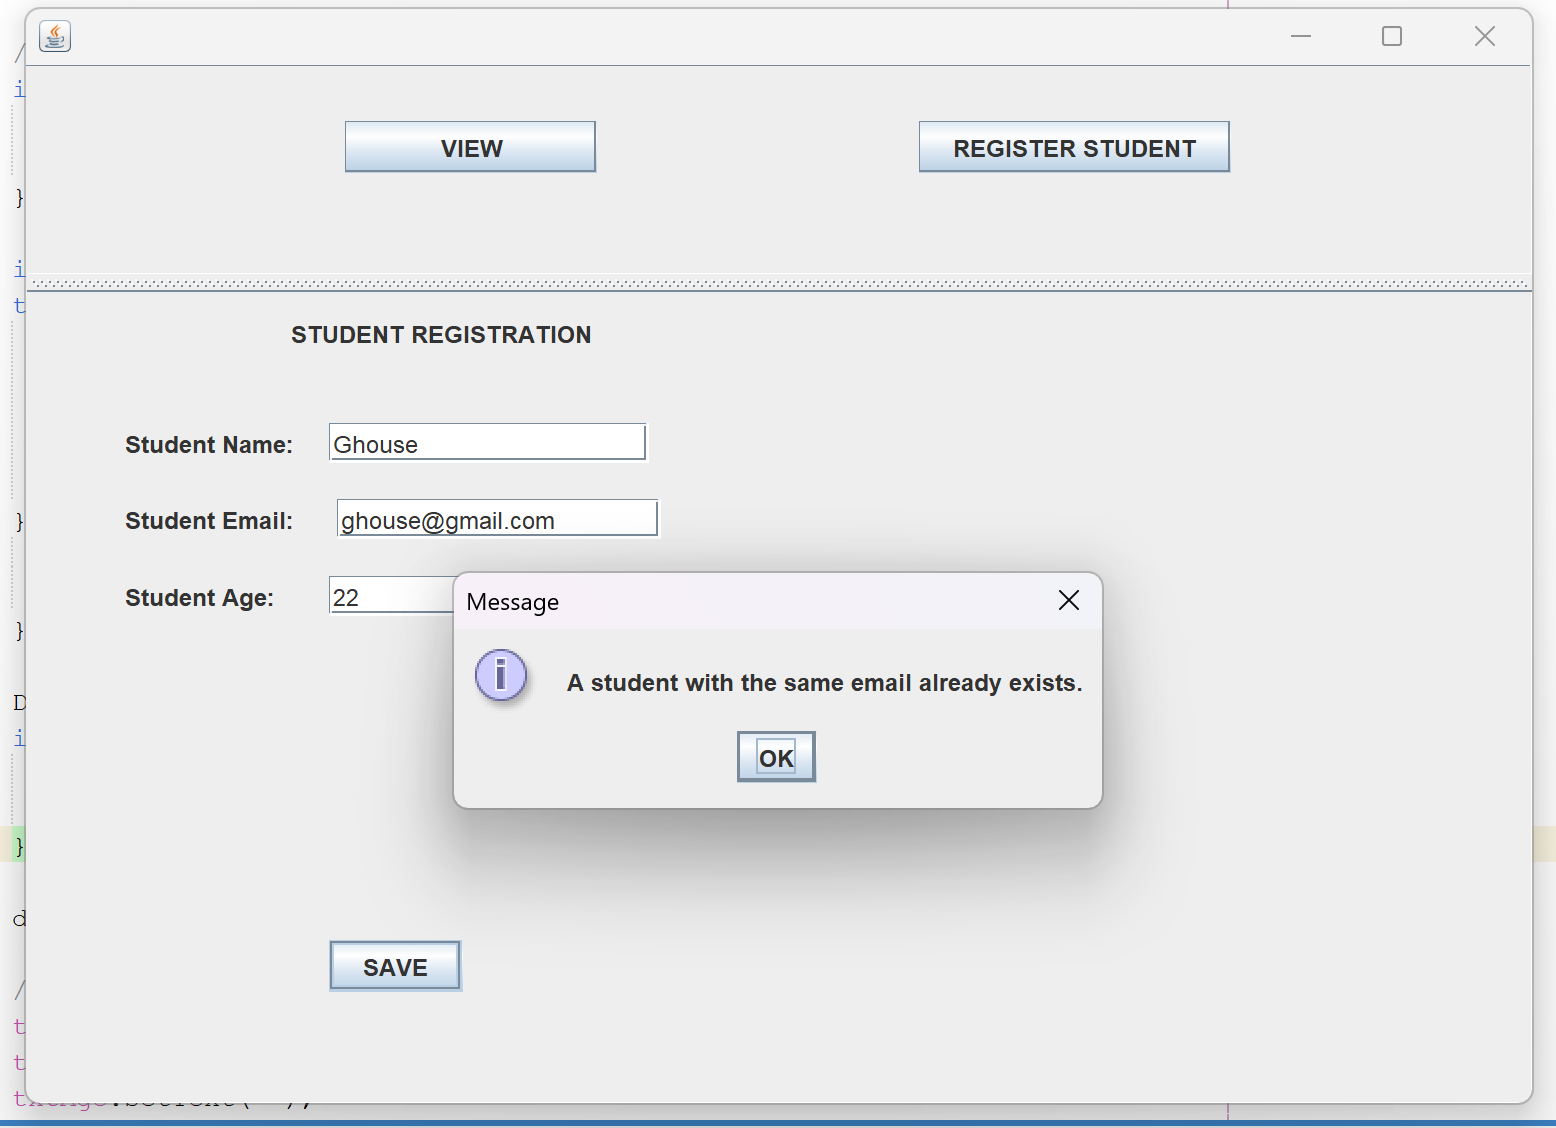 VIEW
REGISTER STUDENT
STUDENT REGISTRATION
Student Name:
Ghouse
Student Email:
ghouse@gmail.com
Student Age:
22
Message
A student with the same email already exists.
OK
SAVE